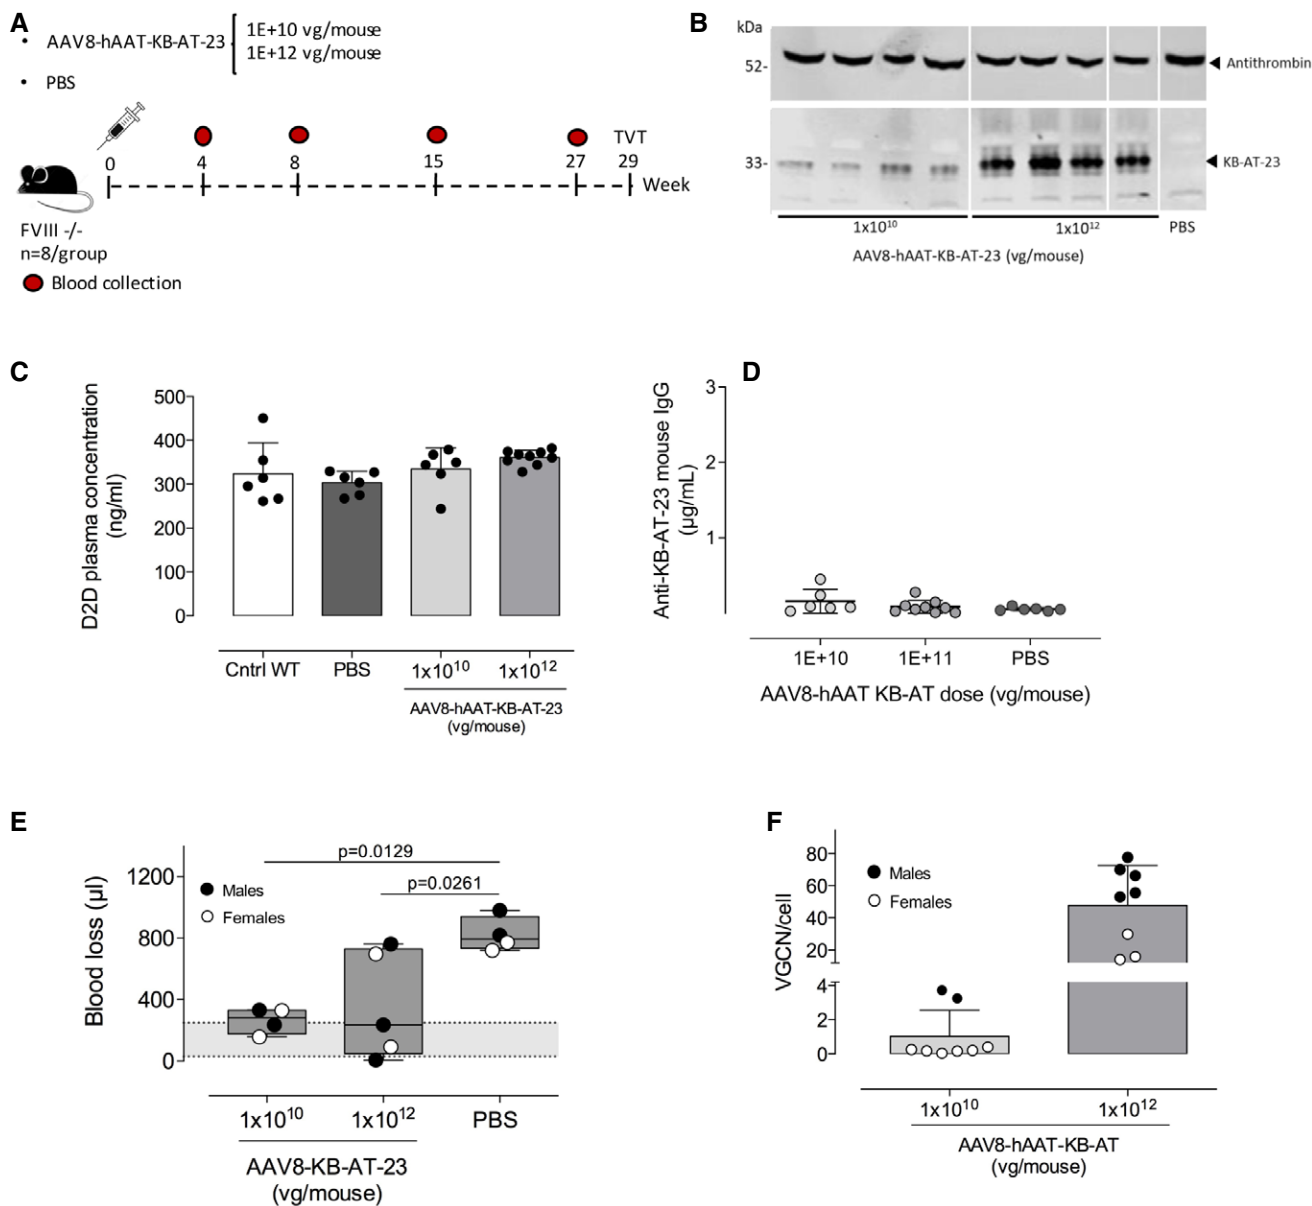 A
• AAV8-hAAT-KB-AT-23
1E+10 vg/mouse
1E+12 vg/mouse
• PBS
TVT
0 4 8 15 27 29 Week
FVIII -/-
n=8/group
Blood collection
B
kDa
52-
Antithrombin
33-
KB-AT-23
1x10¹⁰ 1x10¹² PBS
AAV8-hAAT-KB-AT-23 (vg/mouse)
C
D2D plasma concentration
(ng/ml)
500
400
300
200
100
0
Cntrl WT PBS 1x10¹⁰ 1x10¹²
AAV8-hAAT-KB-AT-23
(vg/mouse)
D
Anti-KB-AT-23 mouse IgG
(µg/mL)
3
2
1
1E+10 1E+11 PBS
AAV8-hAAT KB-AT dose (vg/mouse)
E
Blood loss (µl)
p=0.0129
p=0.0261
1200
800
400
0
Males
Females
1x10¹⁰ 1x10¹² PBS
AAV8-KB-AT-23
(vg/mouse)
F
VGCN/cell
80
60
40
20
4
2
0
Males
Females
1x10¹⁰ 1x10¹²
AAV8-hAAT-KB-AT
(vg/mouse)